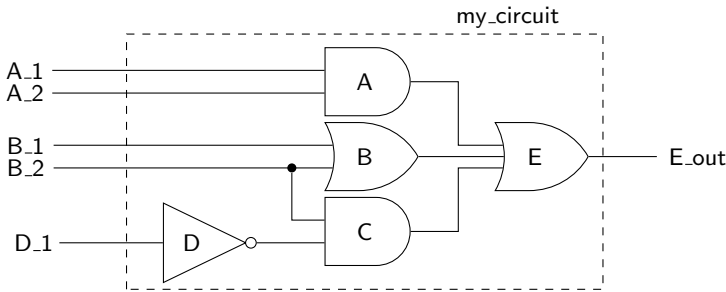 my_circuit
A_1
A_2
A
B_1
B_2
B
E
E_out
C
D_1
D